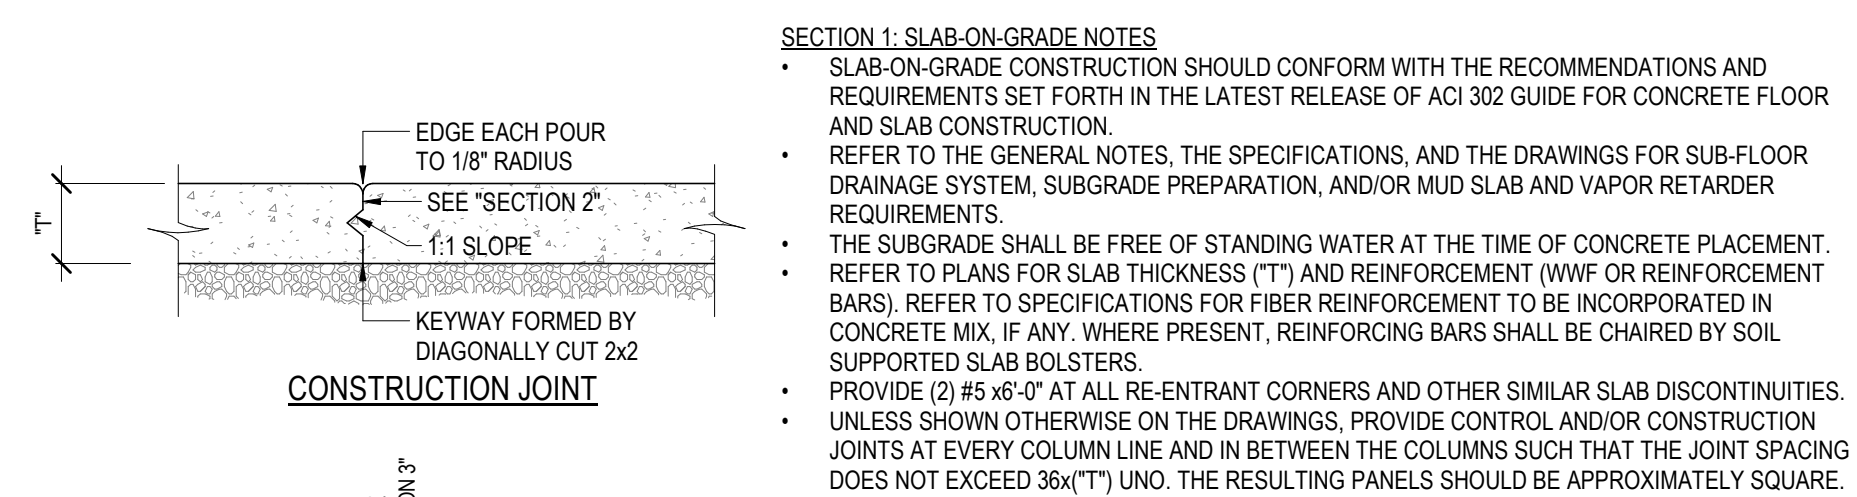 EDGE EACH POUR
TO 1/8" RADIUS
SEE "SECTION 2"
1:1 SLOPE
"T"
KEYWAY FORMED BY
DIAGONALLY CUT 2x2
CONSTRUCTION JOINT
ON 3"
SECTION 1: SLAB-ON-GRADE NOTES
• SLAB-ON-GRADE CONSTRUCTION SHOULD CONFORM WITH THE RECOMMENDATIONS AND
REQUIREMENTS SET FORTH IN THE LATEST RELEASE OF ACI 302 GUIDE FOR CONCRETE FLOOR
AND SLAB CONSTRUCTION.
• REFER TO THE GENERAL NOTES, THE SPECIFICATIONS, AND THE DRAWINGS FOR SUB-FLOOR
DRAINAGE SYSTEM, SUBGRADE PREPARATION, AND/OR MUD SLAB AND VAPOR RETARDER
REQUIREMENTS.
• THE SUBGRADE SHALL BE FREE OF STANDING WATER AT THE TIME OF CONCRETE PLACEMENT.
• REFER TO PLANS FOR SLAB THICKNESS ("T") AND REINFORCEMENT (WWF OR REINFORCEMENT
BARS). REFER TO SPECIFICATIONS FOR FIBER REINFORCEMENT TO BE INCORPORATED IN
CONCRETE MIX, IF ANY. WHERE PRESENT, REINFORCING BARS SHALL BE CHAIRED BY SOIL
SUPPORTED SLAB BOLSTERS.
• PROVIDE (2) #5 x6'-0" AT ALL RE-ENTRANT CORNERS AND OTHER SIMILAR SLAB DISCONTINUITIES.
• UNLESS SHOWN OTHERWISE ON THE DRAWINGS, PROVIDE CONTROL AND/OR CONSTRUCTION
JOINTS AT EVERY COLUMN LINE AND IN BETWEEN THE COLUMNS SUCH THAT THE JOINT SPACING
DOES NOT EXCEED 36x("T") UNO. THE RESULTING PANELS SHOULD BE APPROXIMATELY SQUARE.